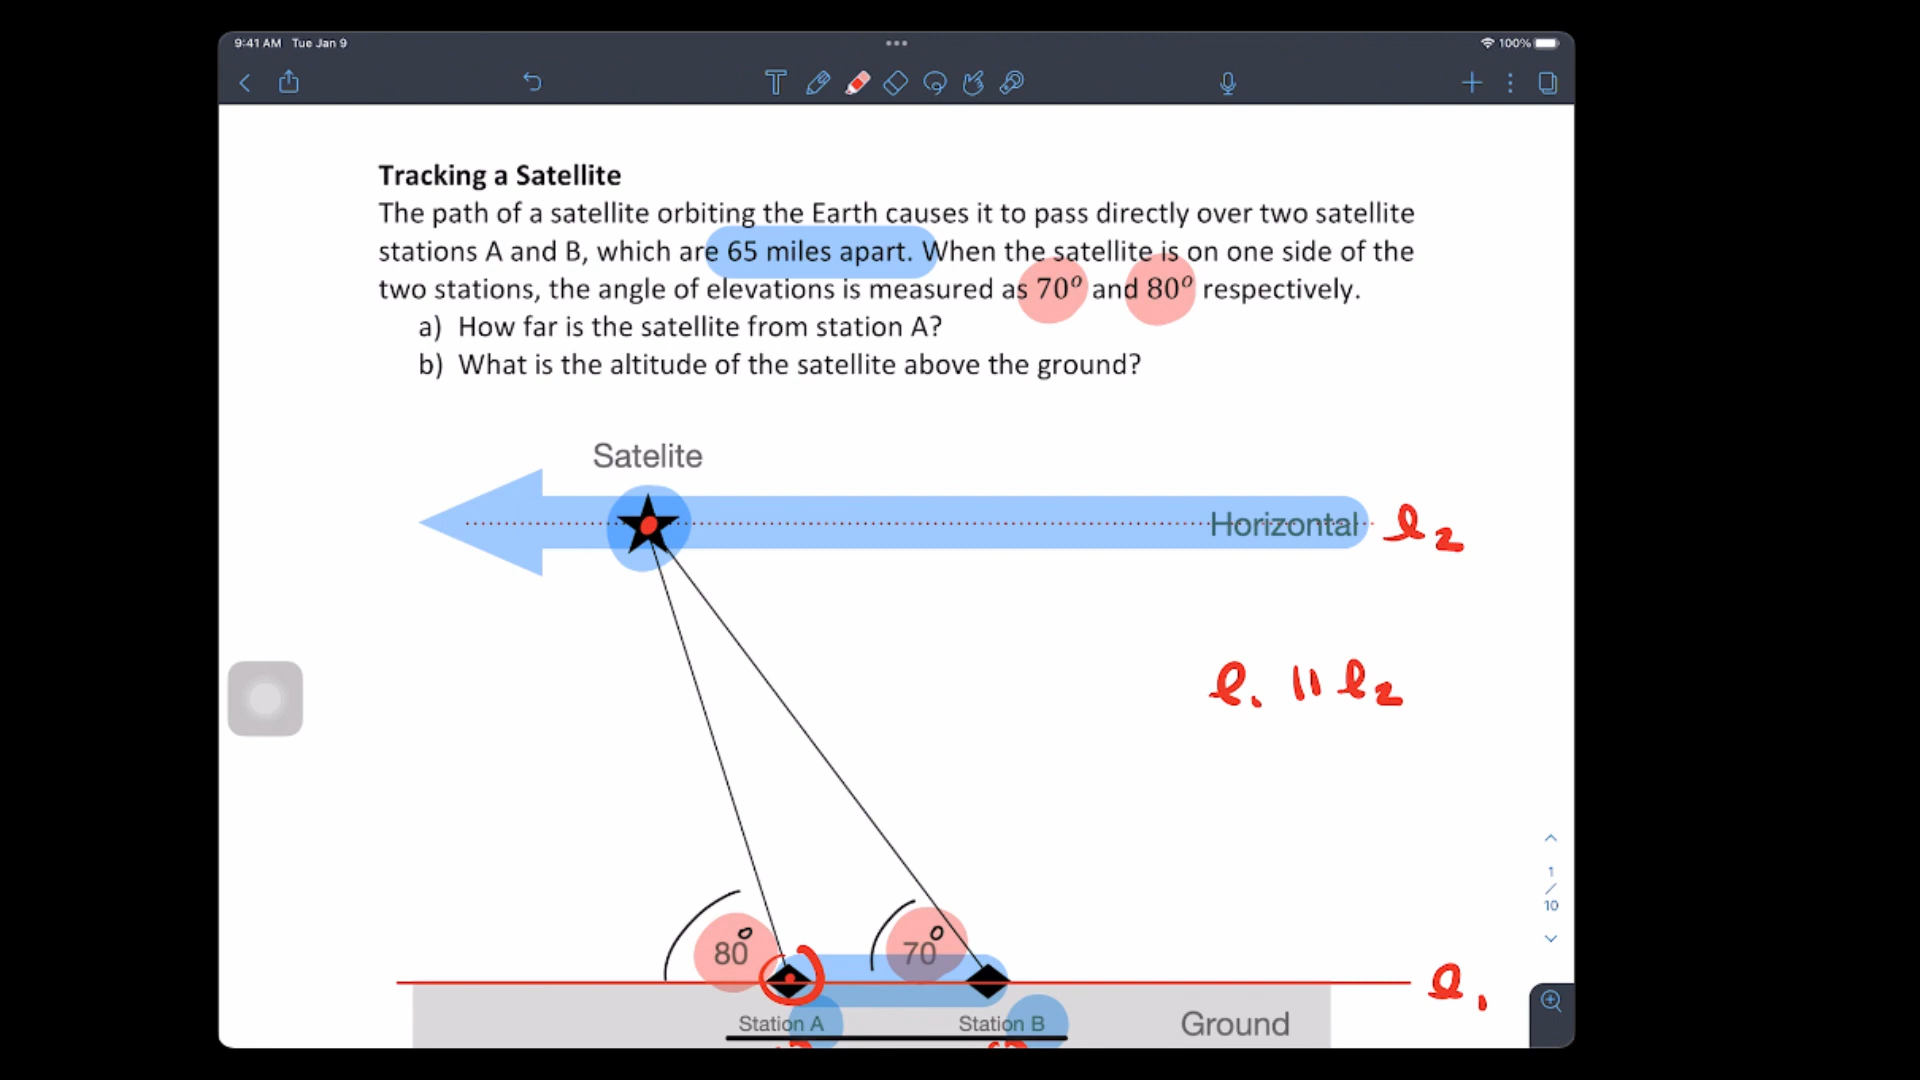 9:41 AM Tue Jan 9
100%
Tracking a Satellite
The path of a satellite orbiting the Earth causes it to pass directly over two satellite
stations A and B, which are 65 miles apart. When the satellite is on one side of the
two stations, the angle of elevations is measured as 70° and 80° respectively.
a) How far is the satellite from station A?
b) What is the altitude of the satellite above the ground?
Satelite
Horizontal
l₂
l₁ || l₂
1
/
10
80°
70°
l₁
Station A
Station B
Ground